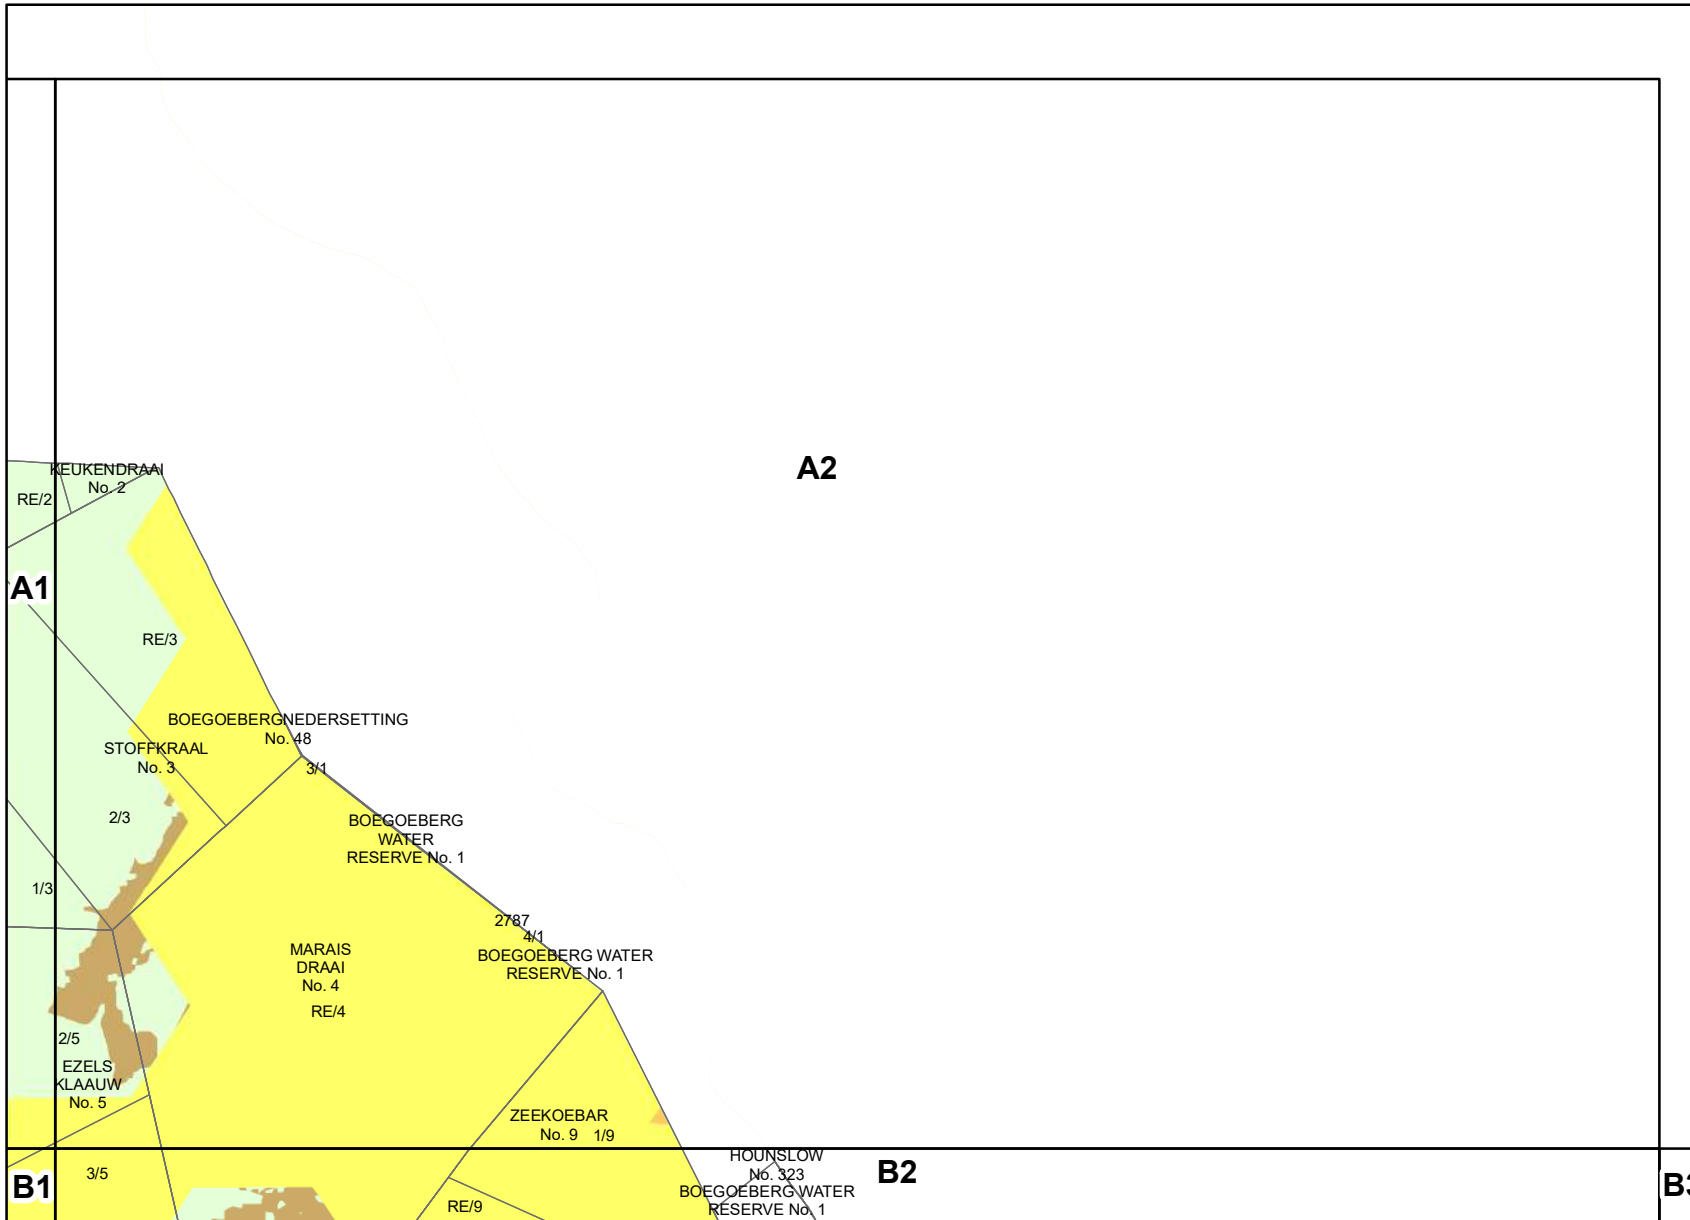 A2
KEUKENDRAAI
No. 2
RE/2
A1
RE/3
BOEGOEBERGNEDERSETTING
No. 48
STOFFKRAAL
No. 3
3/1
2/3
BOEGOEBERG
WATER
RESERVE No. 1
1/3
2787
4/1
MARAIS
DRAAI
No. 4
BOEGOEBERG WATER
RESERVE No. 1
RE/4
2/5
EZELS
KLAAUW
No. 5
ZEEKOEBAR
No. 9 1/9
HOUNSLOW
No. 323
B2
3/5
B1
BOEGOEBERG WATER
RESERVE No. 1
RE/9
B3